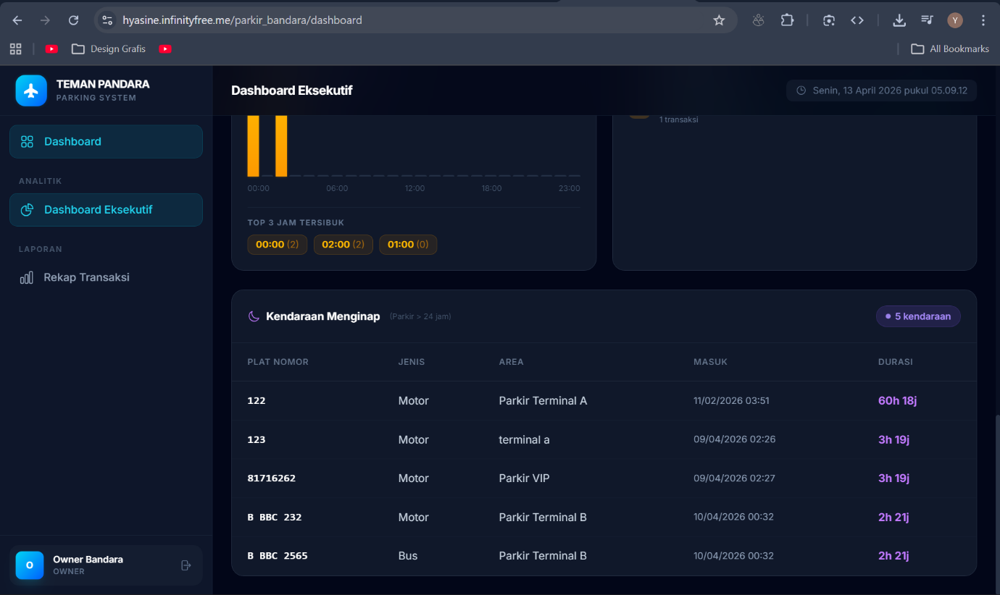 hyasine.infinityfree.me/parkir_bandara/dashboard
Y
Design Grafis
All Bookmarks
TEMAN PANDARA
PARKING SYSTEM
Dashboard
ANALITIK
Dashboard Eksekutif
LAPORAN
Rekap Transaksi
Owner Bandara
OWNER
O
Dashboard Eksekutif
Senin, 13 April 2026 pukul 05.09.12
00:00 06:00 12:00 18:00 23:00
TOP 3 JAM TERSIBUK
00:00 (2) 02:00 (2) 01:00 (0)
1 transaksi
Kendaraan Menginap (Parkir > 24 jam) 5 kendaraan
PLAT NOMOR JENIS AREA MASUK DURASI
122 Motor Parkir Terminal A 11/02/2026 03:51 60h 18j
123 Motor terminal a 09/04/2026 02:26 3h 19j
81716262 Motor Parkir VIP 09/04/2026 02:27 3h 19j
B BBC 232 Motor Parkir Terminal B 10/04/2026 00:32 2h 21j
B BBC 2565 Bus Parkir Terminal B 10/04/2026 00:32 2h 21j